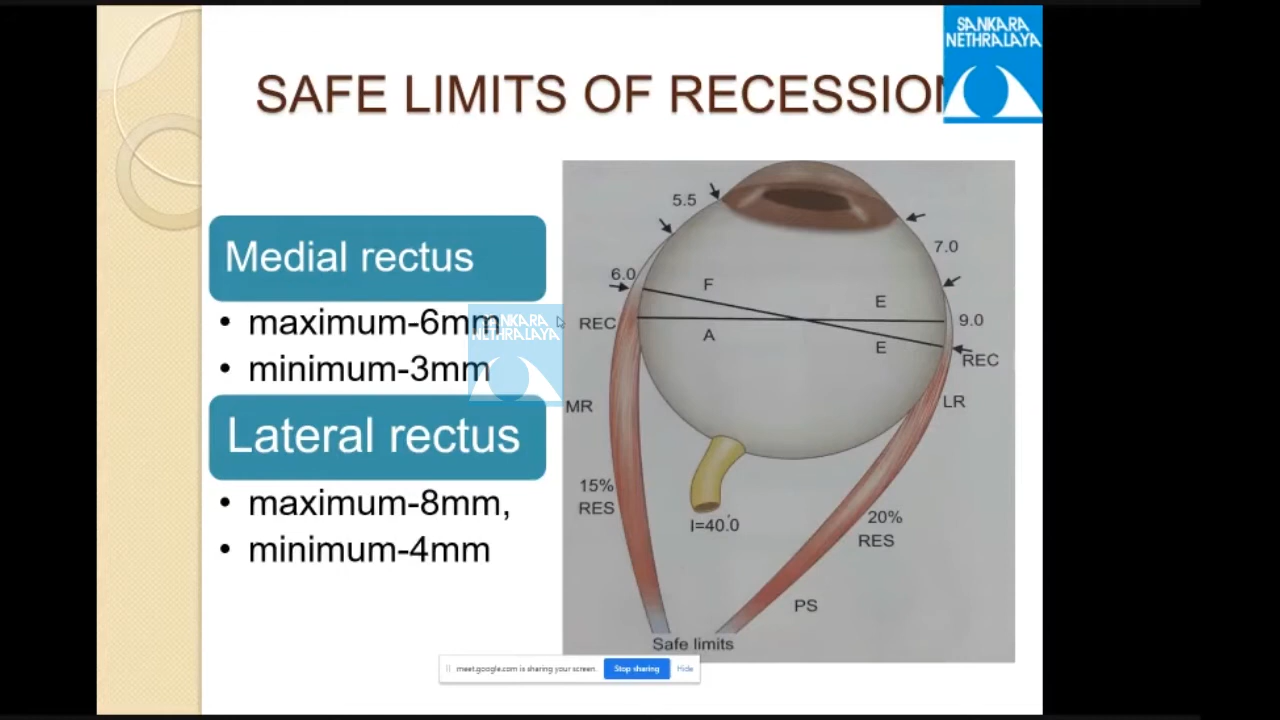 SANKARA
NETHRALAYA
SAFE LIMITS OF RECESSION
Medial rectus
• maximum-6mm
• minimum-3mm
Lateral rectus
• maximum-8mm,
• minimum-4mm
SANKARA
NETHRALAYA
5.5
7.0
6.0
F
E
REC
9.0
A
E
REC
MR
LR
15%
RES
I=40.0
20%
RES
PS
Safe limits
meet.google.com is sharing your screen.
Stop sharing
Hide